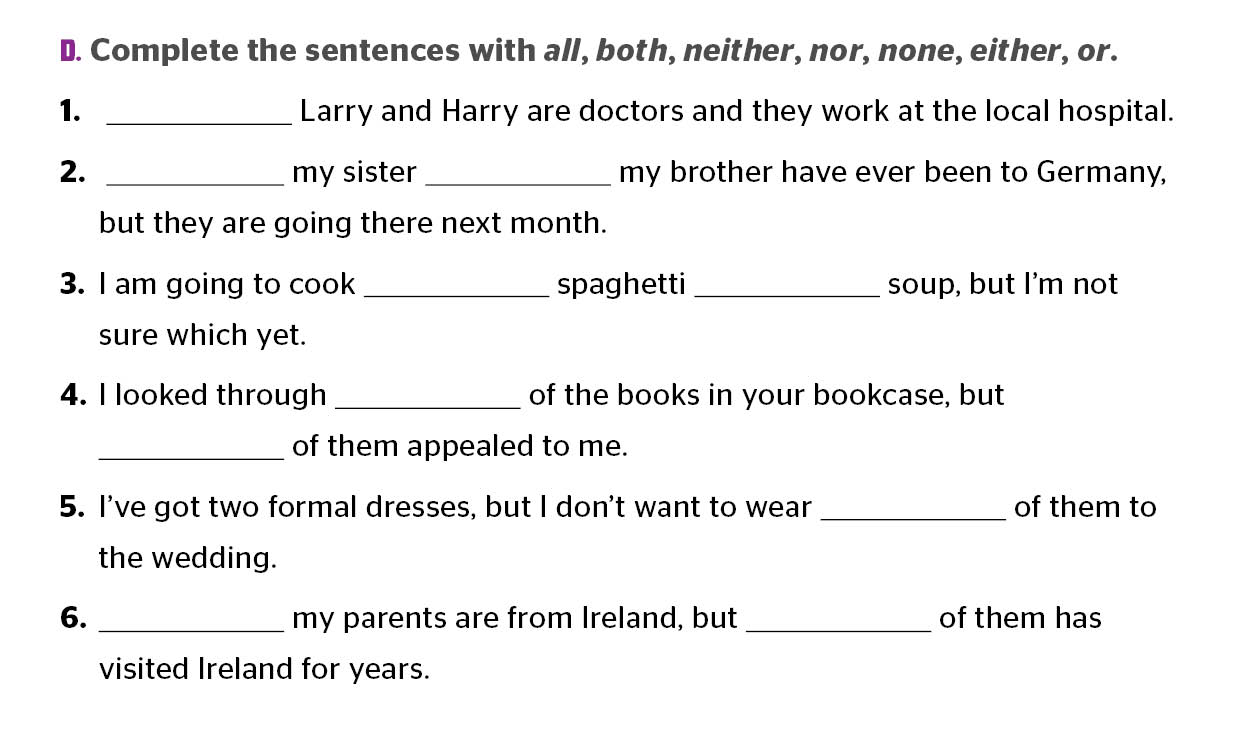 D. Complete the sentences with all, both, neither, nor, none, either, or.
1. ____________ Larry and Harry are doctors and they work at the local hospital.
2. ____________ my sister ____________ my brother have ever been to Germany,
but they are going there next month.
3. I am going to cook ____________ spaghetti ____________ soup, but I’m not
sure which yet.
4. I looked through ____________ of the books in your bookcase, but
____________ of them appealed to me.
5. I’ve got two formal dresses, but I don’t want to wear ____________ of them to
the wedding.
6. ____________ my parents are from Ireland, but ____________ of them has
visited Ireland for years.